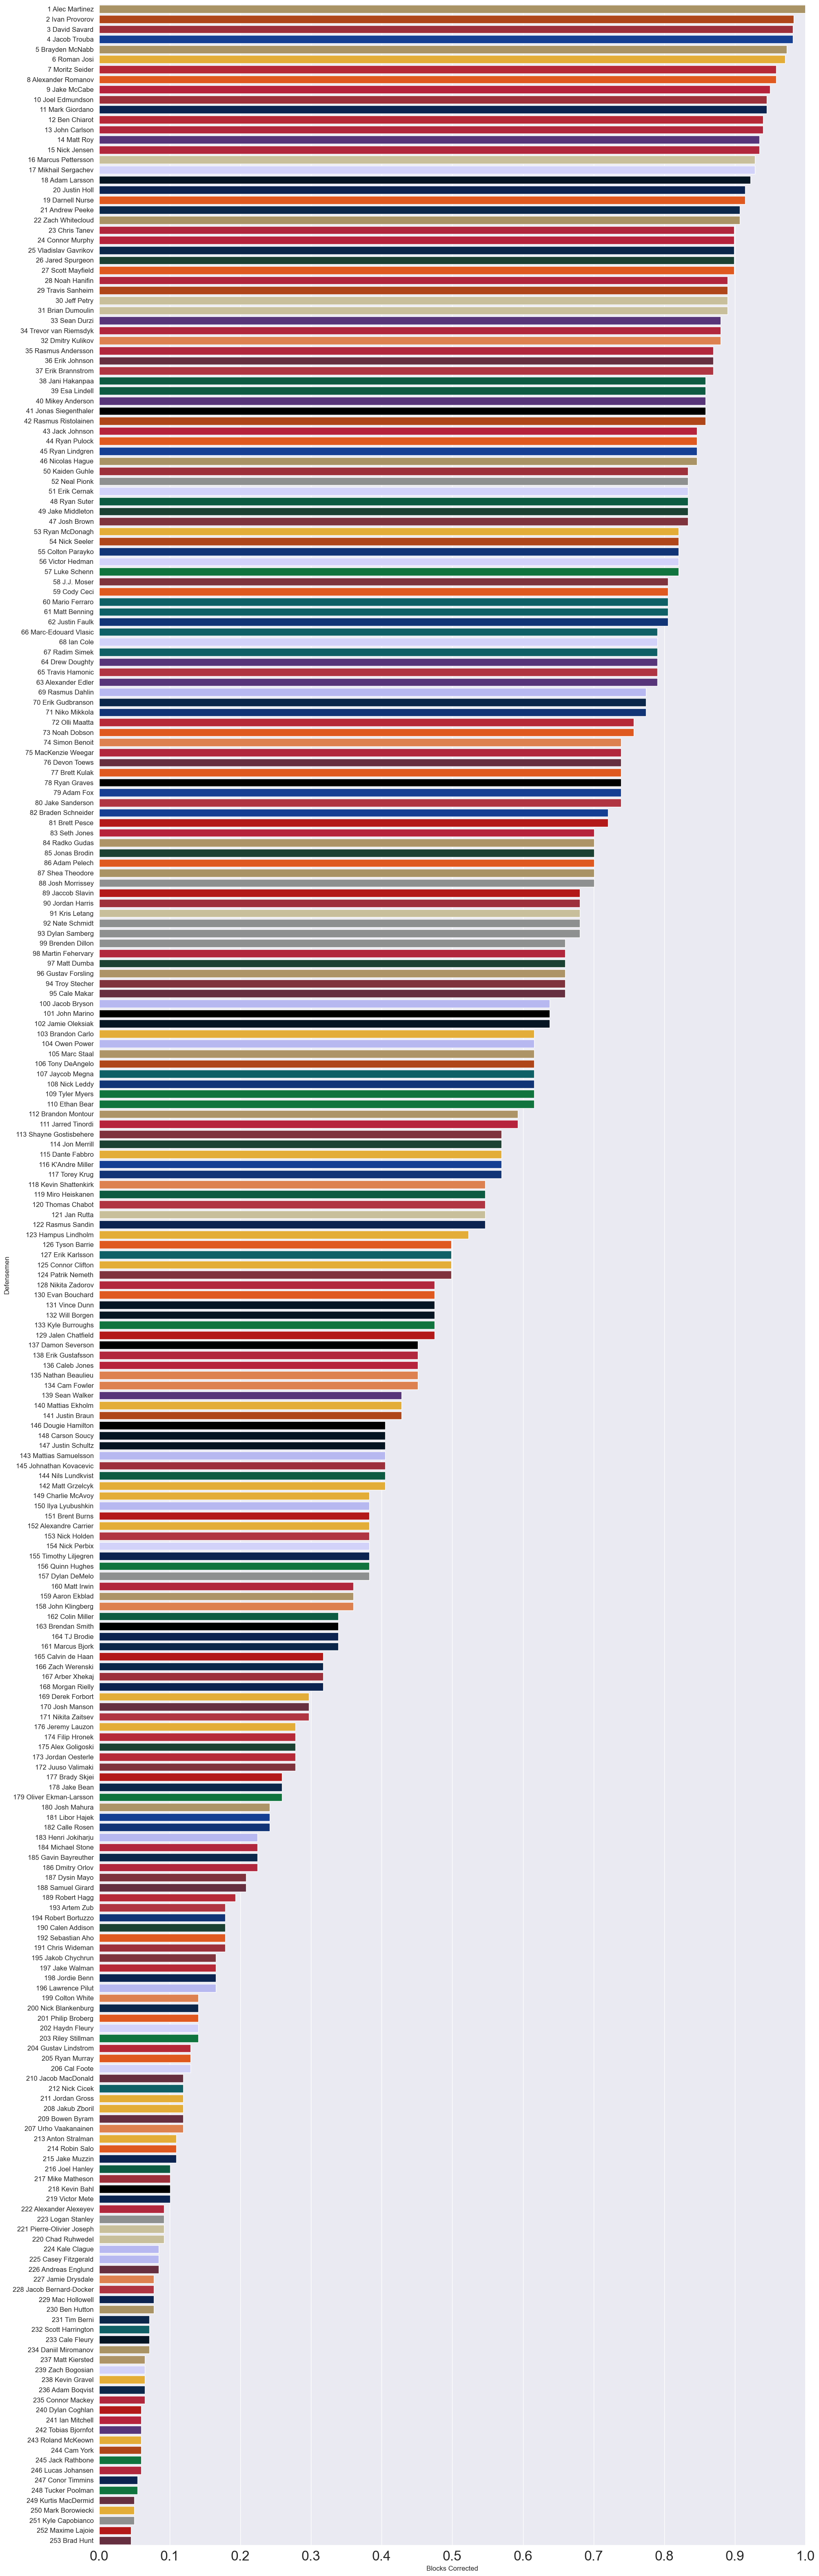 1 Alec Martinez
2 Ivan Provorov
3 David Savard
4 Jacob Trouba
5 Brayden McNabb
6 Roman Josi
7 Moritz Seider
8 Alexander Romanov
9 Jake McCabe
10 Joel Edmundson
11 Mark Giordano
12 Ben Chiarot
13 John Carlson
14 Matt Roy
15 Nick Jensen
16 Marcus Pettersson
17 Mikhail Sergachev
18 Adam Larsson
20 Justin Holl
19 Darnell Nurse
21 Andrew Peeke
22 Zach Whitecloud
23 Chris Tanev
24 Connor Murphy
25 Vladislav Gavrikov
26 Jared Spurgeon
27 Scott Mayfield
28 Noah Hanifin
29 Travis Sanheim
30 Jeff Petry
31 Brian Dumoulin
33 Sean Durzi
34 Trevor van Riemsdyk
32 Dmitry Kulikov
35 Rasmus Andersson
36 Erik Johnson
37 Erik Brannstrom
38 Jani Hakanpaa
39 Esa Lindell
40 Mikey Anderson
41 Jonas Siegenthaler
42 Rasmus Ristolainen
43 Jack Johnson
44 Ryan Pulock
45 Ryan Lindgren
46 Nicolas Hague
50 Kaiden Guhle
52 Neal Pionk
51 Erik Cernak
48 Ryan Suter
49 Jake Middleton
47 Josh Brown
53 Ryan McDonagh
54 Nick Seeler
55 Colton Parayko
56 Victor Hedman
57 Luke Schenn
58 J.J. Moser
59 Cody Ceci
60 Mario Ferraro
61 Matt Benning
62 Justin Faulk
66 Marc-Edouard Vlasic
68 Ian Cole
67 Radim Simek
64 Drew Doughty
65 Travis Hamonic
63 Alexander Edler
69 Rasmus Dahlin
70 Erik Gudbranson
71 Niko Mikkola
72 Olli Maatta
73 Noah Dobson
74 Simon Benoit
75 MacKenzie Weegar
76 Devon Toews
77 Brett Kulak
78 Ryan Graves
79 Adam Fox
80 Jake Sanderson
82 Braden Schneider
81 Brett Pesce
83 Seth Jones
84 Radko Gudas
85 Jonas Brodin
86 Adam Pelech
87 Shea Theodore
88 Josh Morrissey
89 Jaccob Slavin
90 Jordan Harris
91 Kris Letang
92 Nate Schmidt
93 Dylan Samberg
99 Brenden Dillon
98 Martin Fehervary
97 Matt Dumba
96 Gustav Forsling
94 Troy Stecher
95 Cale Makar
100 Jacob Bryson
101 John Marino
102 Jamie Oleksiak
103 Brandon Carlo
104 Owen Power
105 Marc Staal
106 Tony DeAngelo
107 Jaycob Megna
108 Nick Leddy
109 Tyler Myers
110 Ethan Bear
112 Brandon Montour
111 Jarred Tinordi
113 Shayne Gostisbehere
114 Jon Merrill
115 Dante Fabbro
116 K'Andre Miller
117 Torey Krug
118 Kevin Shattenkirk
119 Miro Heiskanen
120 Thomas Chabot
121 Jan Rutta
122 Rasmus Sandin
123 Hampus Lindholm
126 Tyson Barrie
127 Erik Karlsson
125 Connor Clifton
124 Patrik Nemeth
128 Nikita Zadorov
130 Evan Bouchard
131 Vince Dunn
132 Will Borgen
133 Kyle Burroughs
129 Jalen Chatfield
137 Damon Severson
138 Erik Gustafsson
136 Caleb Jones
135 Nathan Beaulieu
134 Cam Fowler
139 Sean Walker
140 Mattias Ekholm
141 Justin Braun
146 Dougie Hamilton
148 Carson Soucy
147 Justin Schultz
143 Mattias Samuelsson
145 Johnathan Kovacevic
144 Nils Lundkvist
142 Matt Grzelcyk
149 Charlie McAvoy
150 Ilya Lyubushkin
151 Brent Burns
152 Alexandre Carrier
153 Nick Holden
154 Nick Perbix
155 Timothy Liljegren
156 Quinn Hughes
157 Dylan DeMelo
160 Matt Irwin
159 Aaron Ekblad
158 John Klingberg
162 Colin Miller
163 Brendan Smith
164 TJ Brodie
161 Marcus Bjork
165 Calvin de Haan
166 Zach Werenski
167 Arber Xhekaj
168 Morgan Rielly
169 Derek Forbort
170 Josh Manson
171 Nikita Zaitsev
176 Jeremy Lauzon
174 Filip Hronek
175 Alex Goligoski
173 Jordan Oesterle
172 Juuso Valimaki
177 Brady Skjei
178 Jake Bean
179 Oliver Ekman-Larsson
180 Josh Mahura
181 Libor Hajek
182 Calle Rosen
183 Henri Jokiharju
184 Michael Stone
185 Gavin Bayreuther
186 Dmitry Orlov
187 Dysin Mayo
188 Samuel Girard
189 Robert Hagg
193 Artem Zub
194 Robert Bortuzzo
190 Calen Addison
192 Sebastian Aho
191 Chris Wideman
195 Jakob Chychrun
197 Jake Walman
198 Jordie Benn
196 Lawrence Pilut
199 Colton White
200 Nick Blankenburg
201 Philip Broberg
202 Haydn Fleury
203 Riley Stillman
204 Gustav Lindstrom
205 Ryan Murray
206 Cal Foote
210 Jacob MacDonald
212 Nick Cicek
211 Jordan Gross
208 Jakub Zboril
209 Bowen Byram
207 Urho Vaakanainen
213 Anton Stralman
214 Robin Salo
215 Jake Muzzin
216 Joel Hanley
217 Mike Matheson
218 Kevin Bahl
219 Victor Mete
222 Alexander Alexeyev
223 Logan Stanley
221 Pierre-Olivier Joseph
220 Chad Ruhwedel
224 Kale Clague
225 Casey Fitzgerald
226 Andreas Englund
227 Jamie Drysdale
228 Jacob Bernard-Docker
229 Mac Hollowell
230 Ben Hutton
231 Tim Berni
232 Scott Harrington
233 Cale Fleury
234 Daniil Miromanov
237 Matt Kiersted
239 Zach Bogosian
238 Kevin Gravel
236 Adam Boqvist
235 Connor Mackey
240 Dylan Coghlan
241 Ian Mitchell
242 Tobias Bjornfot
243 Roland McKeown
244 Cam York
245 Jack Rathbone
246 Lucas Johansen
247 Conor Timmins
248 Tucker Poolman
249 Kurtis MacDermid
250 Mark Borowiecki
251 Kyle Capobianco
252 Maxime Lajoie
253 Brad Hunt
Defensemen
0.0 0.1 0.2 0.3 0.4 0.5 0.6 0.7 0.8 0.9 1.0
Blocks Corrected